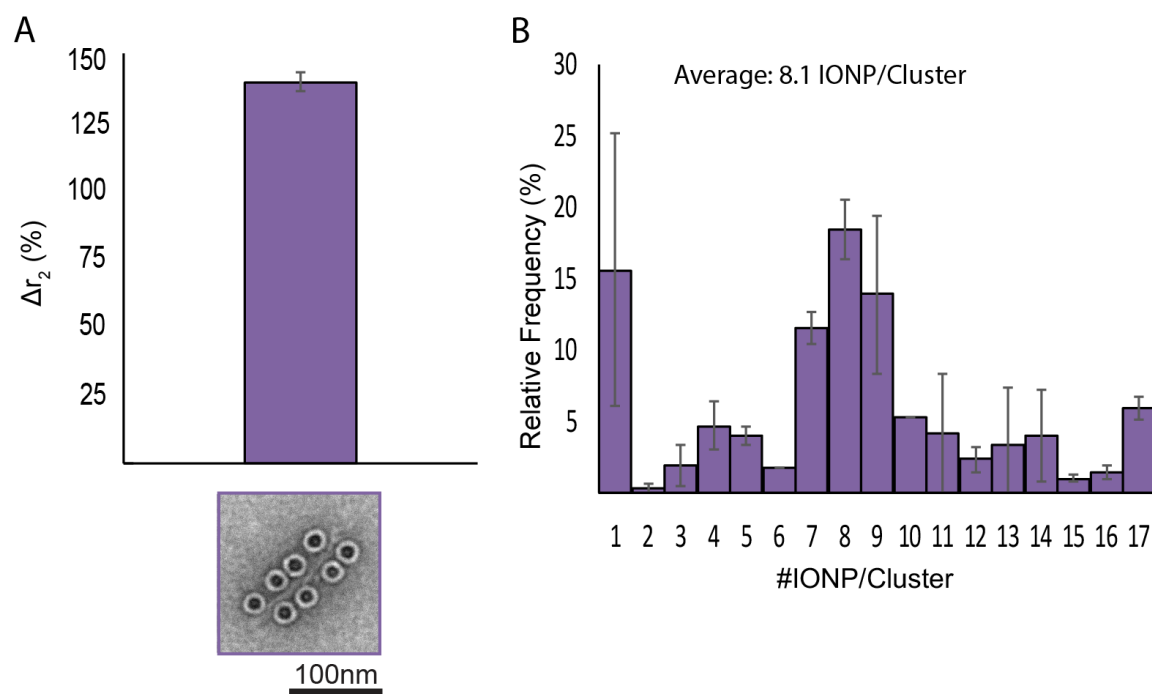 A
150
125
100
75
50
25
Δr₂ (%)
100nm
B
Average: 8.1 IONP/Cluster
30
25
20
15
10
5
Relative Frequency (%)
1 2 3 4 5 6 7 8 9 10 11 12 13 14 15 16 17
#IONP/Cluster